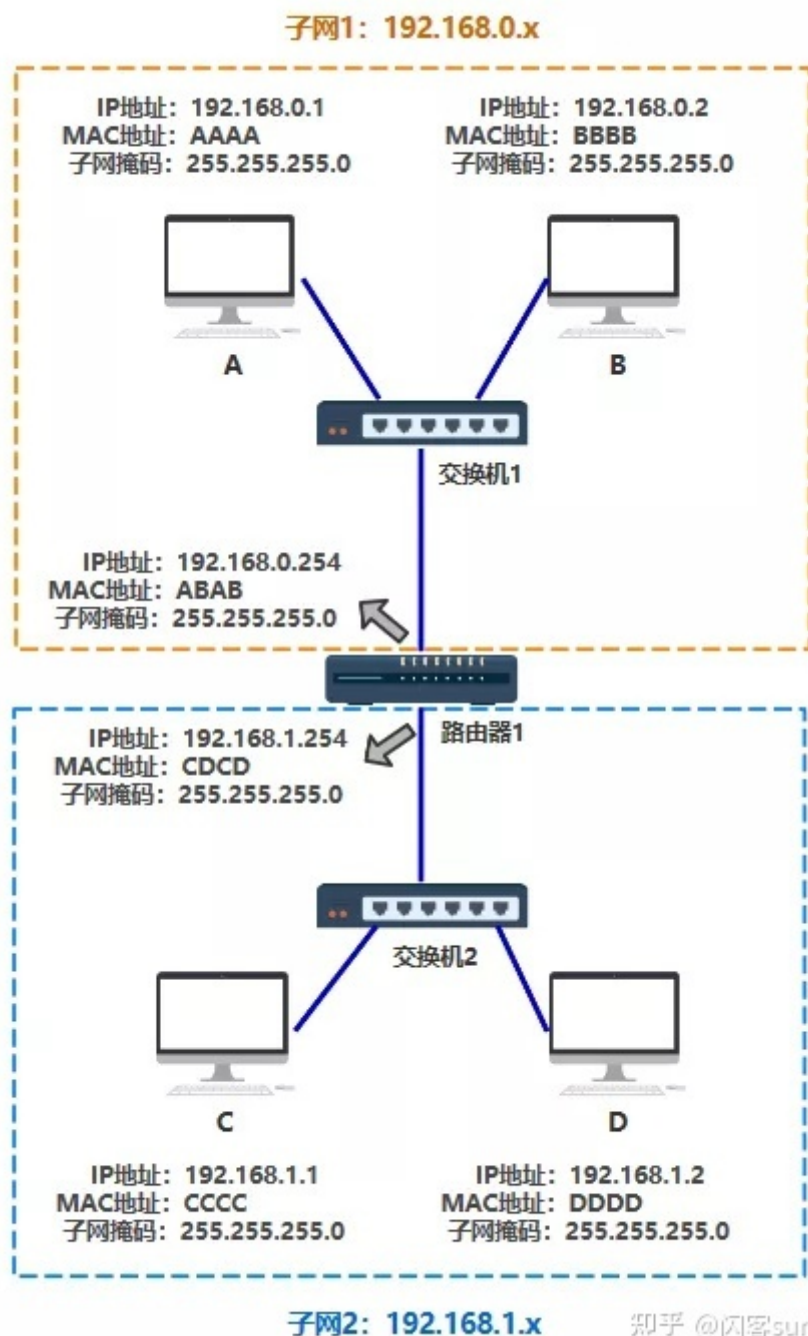 子网1：192.168.0.x
IP地址：192.168.0.1
MAC地址：AAAA
子网掩码：255.255.255.0
IP地址：192.168.0.2
MAC地址：BBBB
子网掩码：255.255.255.0
A
B
交换机1
IP地址：192.168.0.254
MAC地址：ABAB
子网掩码：255.255.255.0
路由器1
IP地址：192.168.1.254
MAC地址：CDCD
子网掩码：255.255.255.0
交换机2
C
D
IP地址：192.168.1.1
MAC地址：CCCC
子网掩码：255.255.255.0
IP地址：192.168.1.2
MAC地址：DDDD
子网掩码：255.255.255.0
子网2：192.168.1.x
知乎 @闪客sun